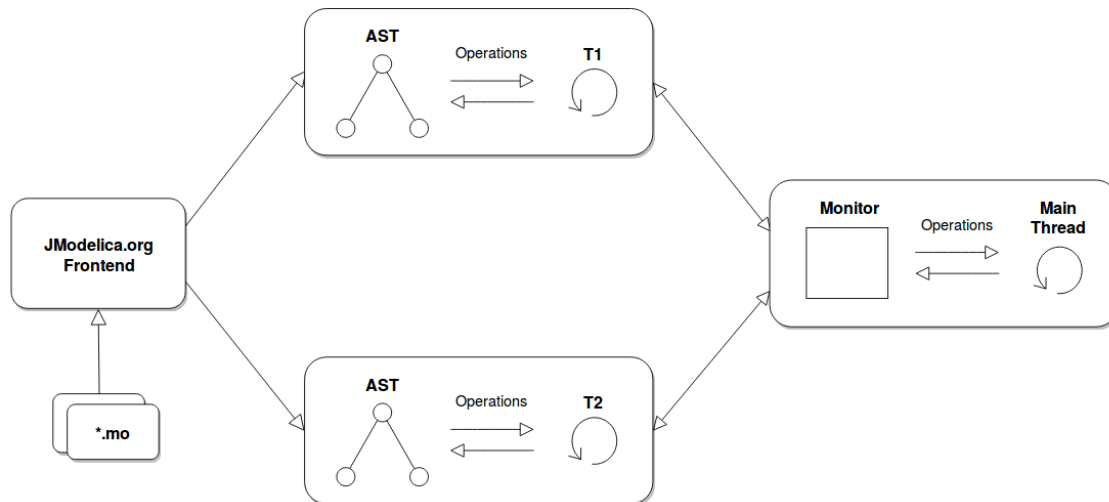 AST
Operations
T1
JModelica.org
Frontend
*.mo
AST
Operations
T2
Monitor
Operations
Main
Thread